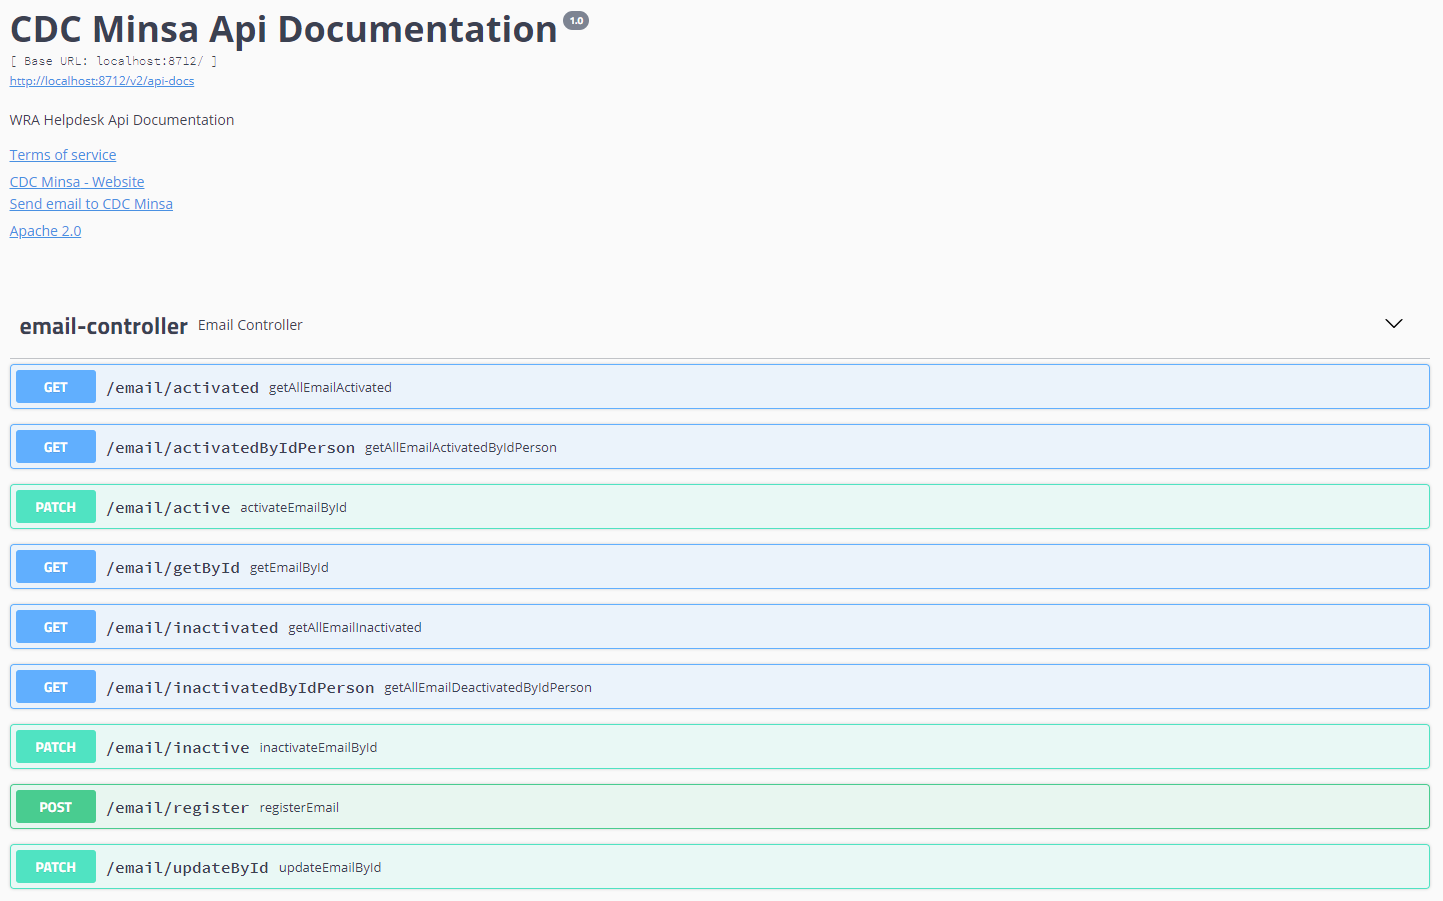 CDC Minsa Api Documentation 1.0
[ Base URL: localhost:8712/ ]
http://localhost:8712/v2/api-docs
WRA Helpdesk Api Documentation
Terms of service
CDC Minsa - Website
Send email to CDC Minsa
Apache 2.0
email-controller Email Controller
GET /email/activated getAllEmailActivated
GET /email/activatedByIdPerson getAllEmailActivatedByIdPerson
PATCH /email/active activateEmailById
GET /email/getById getEmailById
GET /email/inactivated getAllEmailInactivated
GET /email/inactivatedByIdPerson getAllEmailDeactivatedByIdPerson
PATCH /email/inactive inactivateEmailById
POST /email/register registerEmail
PATCH /email/updateById updateEmailById